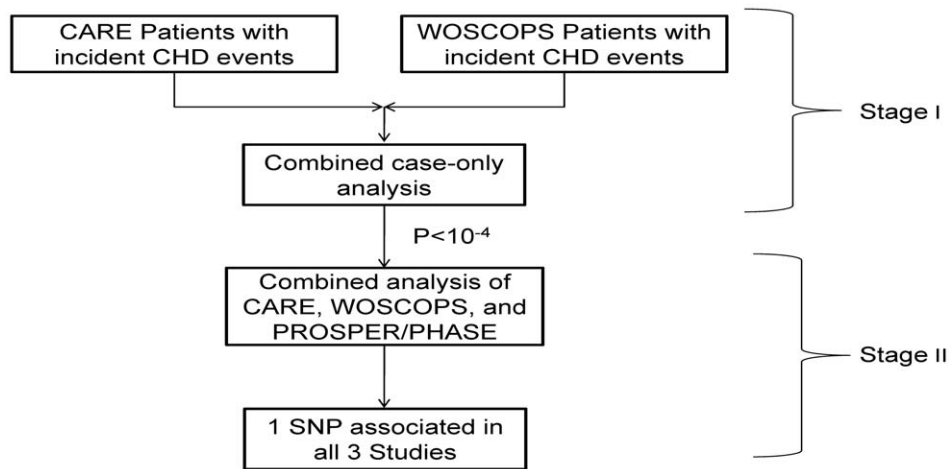 CARE Patients with
incident CHD events
WOSCOPS Patients with
incident CHD events
Stage I
Combined case-only
analysis
P<10⁻⁴
Combined analysis of
CARE, WOSCOPS, and
PROSPER/PHASE
Stage II
1 SNP associated in
all 3 Studies